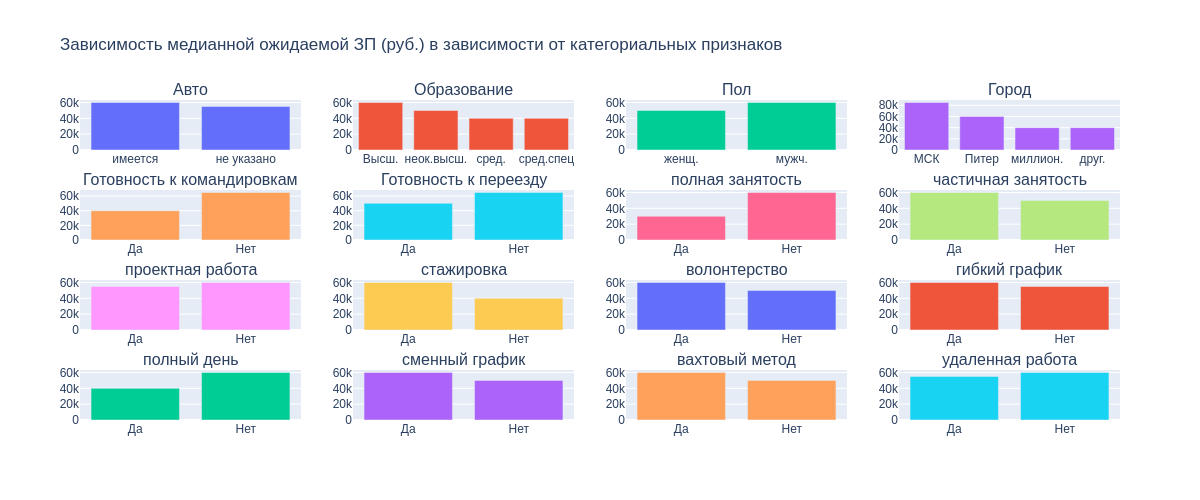 Зависимость медианной ожидаемой ЗП (руб.) в зависимости от категориальных признаков
Авто
60k
40k
20k
0
имеется
не указано
Образование
60k
40k
20k
0
Высш.
неок.высш.
сред.
сред.спец
Пол
60k
40k
20k
0
женщ.
мужч.
Город
80k
60k
40k
20k
0
МСК
Питер
миллион.
друг.
Готовность к командировкам
60k
40k
20k
0
Да
Нет
Готовность к переезду
60k
40k
20k
0
Да
Нет
полная занятость
60k
40k
20k
0
Да
Нет
частичная занятость
60k
40k
20k
0
Да
Нет
проектная работа
60k
40k
20k
0
Да
Нет
стажировка
60k
40k
20k
0
Да
Нет
волонтерство
60k
40k
20k
0
Да
Нет
гибкий график
60k
40k
20k
0
Да
Нет
полный день
60k
40k
20k
0
Да
Нет
сменный график
60k
40k
20k
0
Да
Нет
вахтовый метод
60k
40k
20k
0
Да
Нет
удаленная работа
60k
40k
20k
0
Да
Нет